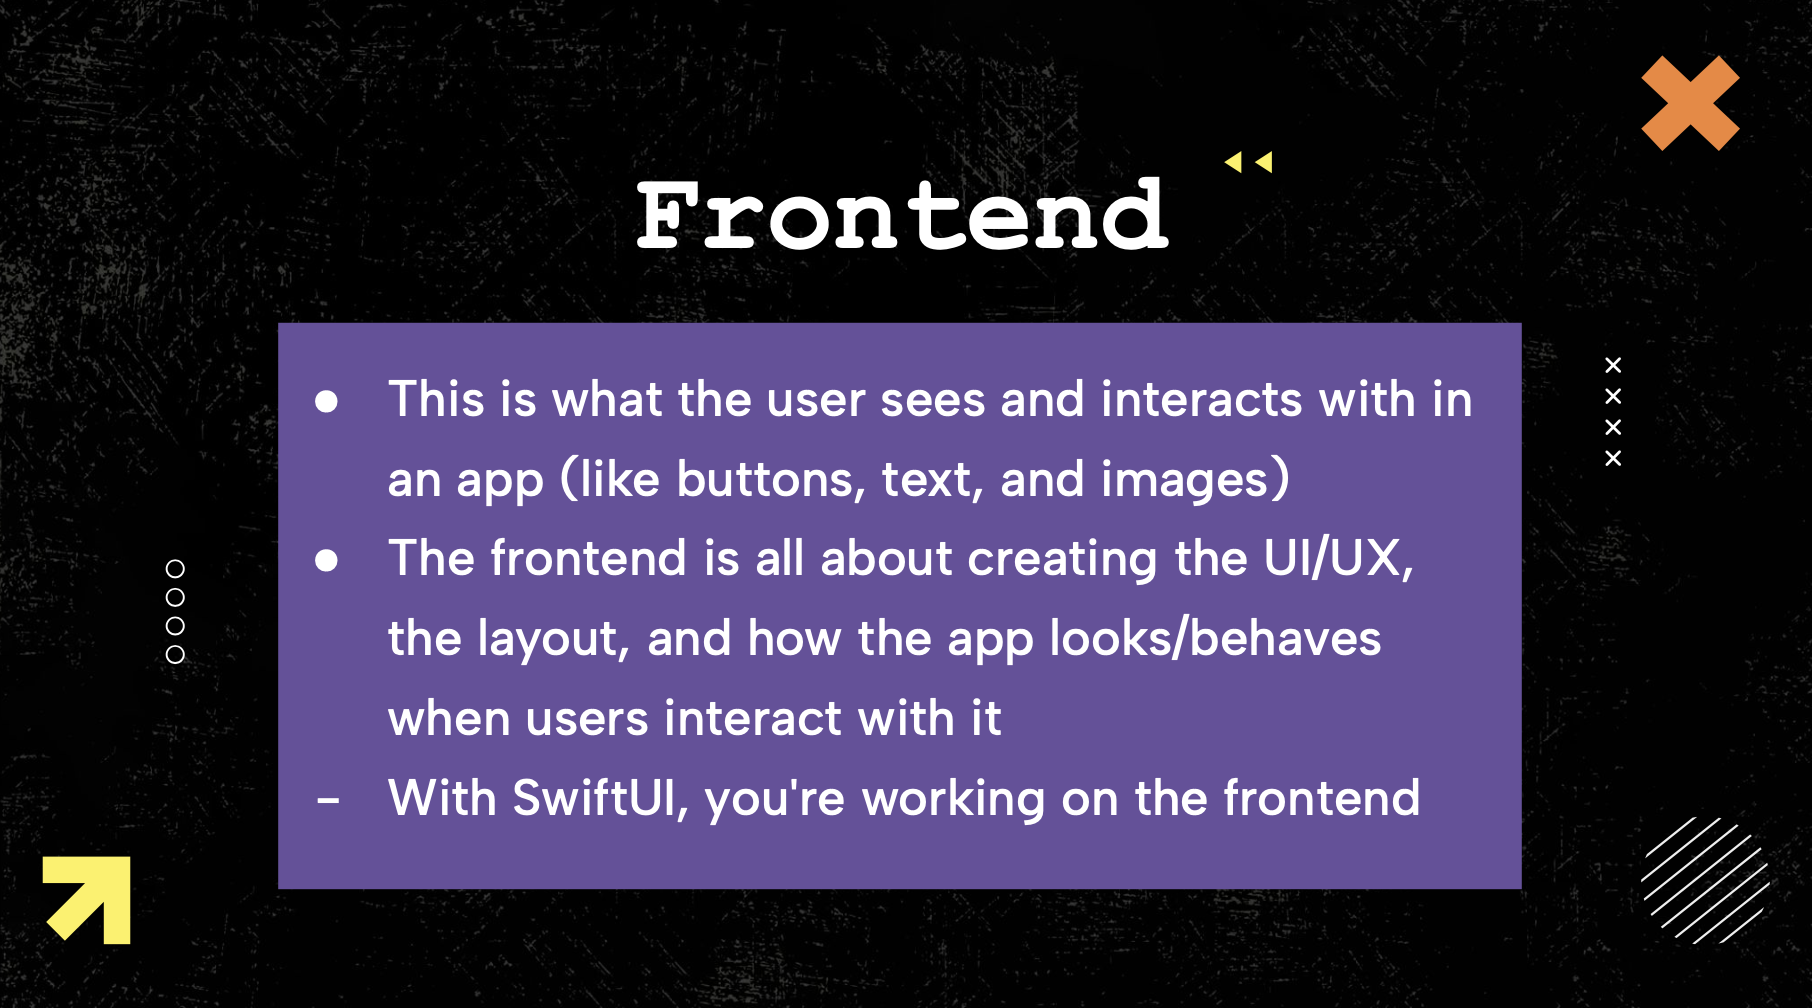 Frontend
● This is what the user sees and interacts with in
an app (like buttons, text, and images)
● The frontend is all about creating the UI/UX,
the layout, and how the app looks/behaves
when users interact with it
- With SwiftUI, you're working on the frontend